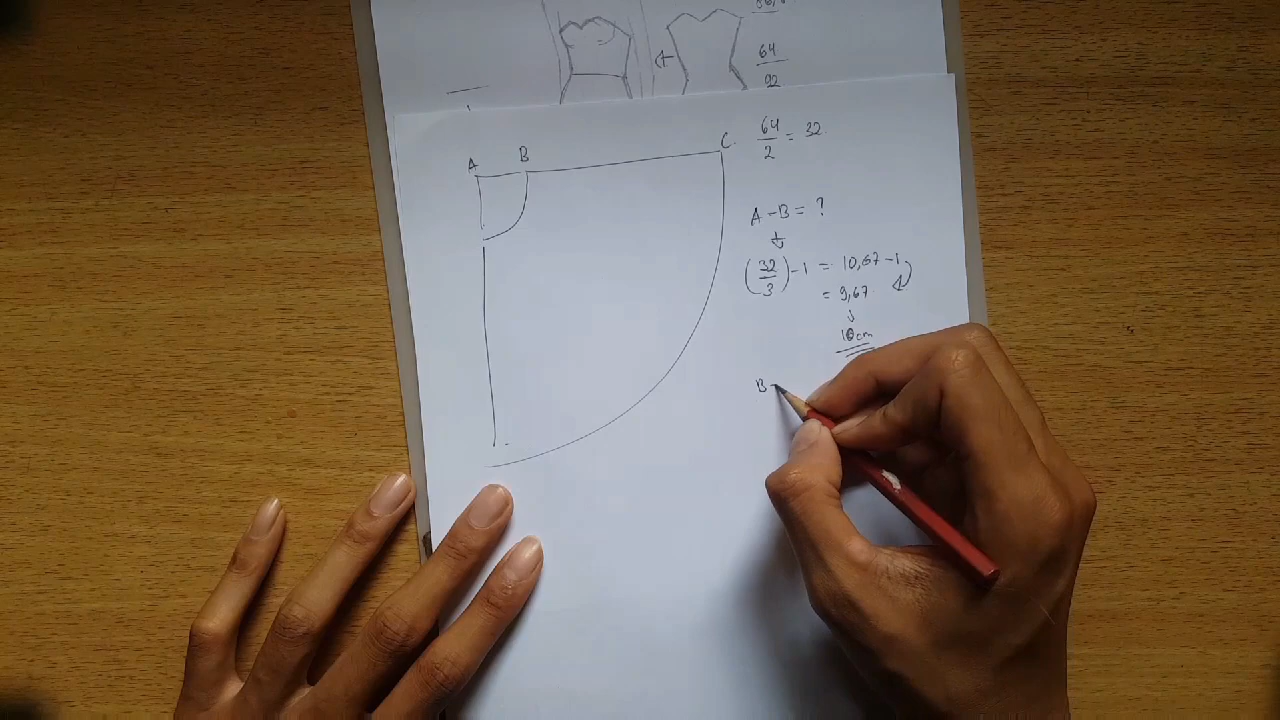 64
92
64/2 = 32.
A B C.
A - B = ?
(32/3) - 1 = 10,67 - 1
= 9,67
10cm
B -